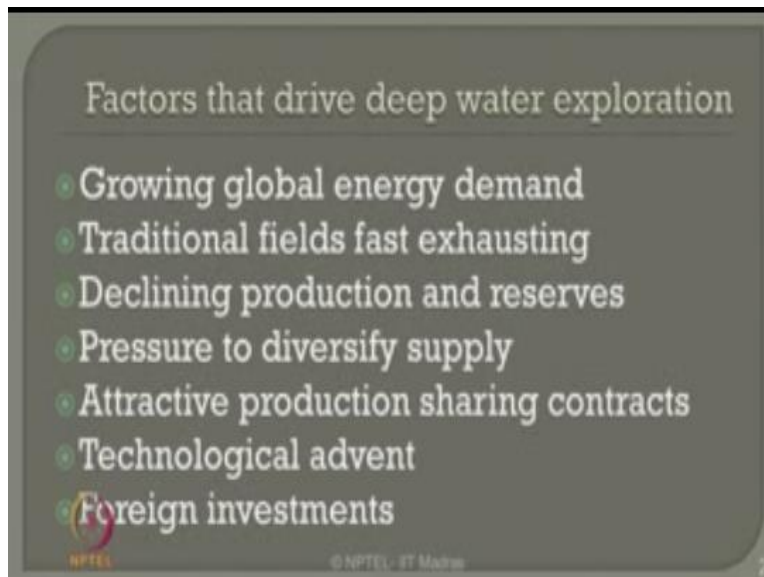 Factors that drive deep water exploration
Growing global energy demand
Traditional fields fast exhausting
Declining production and reserves
Pressure to diversify supply
Attractive production sharing contracts
Technological advent
Foreign investments
NPTEL
© NPTEL- IIT Madras